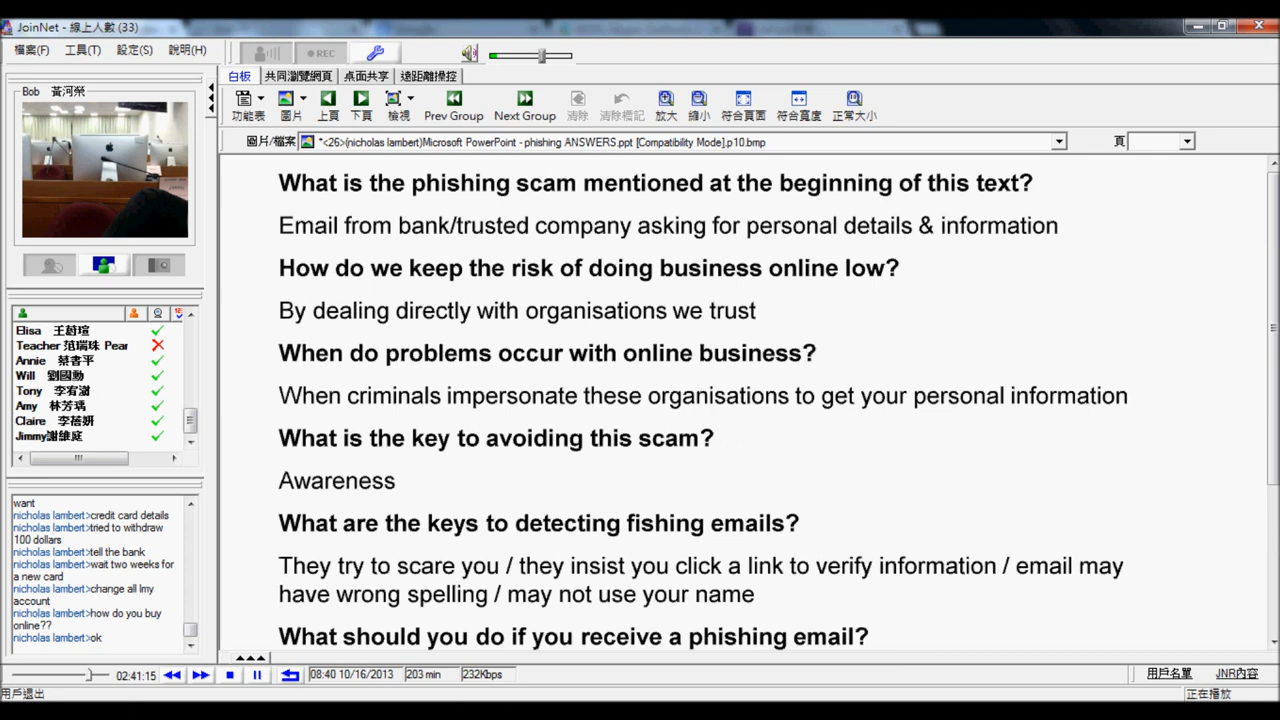 JoinNet - 線上人數 (33)
檔案(F) 工具(T) 設定(S) 說明(H)
REC
Bob 黃河榮
白板 共同瀏覽網頁 桌面共享 遠距離操控
功能表 圖片 上頁 下頁 檢視 Prev Group Next Group 清除 清除標記 放大 縮小 符合頁面 符合寬度 正常大小
圖片/檔案 *<26>(nicholas lambert)Microsoft PowerPoint - phishing ANSWERS.ppt [Compatibility Mode].p10.bmp 頁
Elisa
Teacher 范瑞珠 Pear
Annie 蔡書平
Will 劉國勳
Tony
Amy 林芳瑀
Claire 李蓓妍
Jimmy謝雒庭
want
nicholas lambert>credit card details
nicholas lambert>tried to withdraw
100 dollars
nicholas lambert>tell the bank
nicholas lambert>wait two weeks for
a new card
nicholas lambert>change all lmy
account
nicholas lambert>how do you buy
online??
nicholas lambert>ok
What is the phishing scam mentioned at the beginning of this text?
Email from bank/trusted company asking for personal details & information
How do we keep the risk of doing business online low?
By dealing directly with organisations we trust
When do problems occur with online business?
When criminals impersonate these organisations to get your personal information
What is the key to avoiding this scam?
Awareness
What are the keys to detecting fishing emails?
They try to scare you / they insist you click a link to verify information / email may
have wrong spelling / may not use your name
What should you do if you receive a phishing email?
02:41:15 08:40 10/16/2013 203 min 232Kbps 用戶名單 JNR內容
用戶退出 正在播放